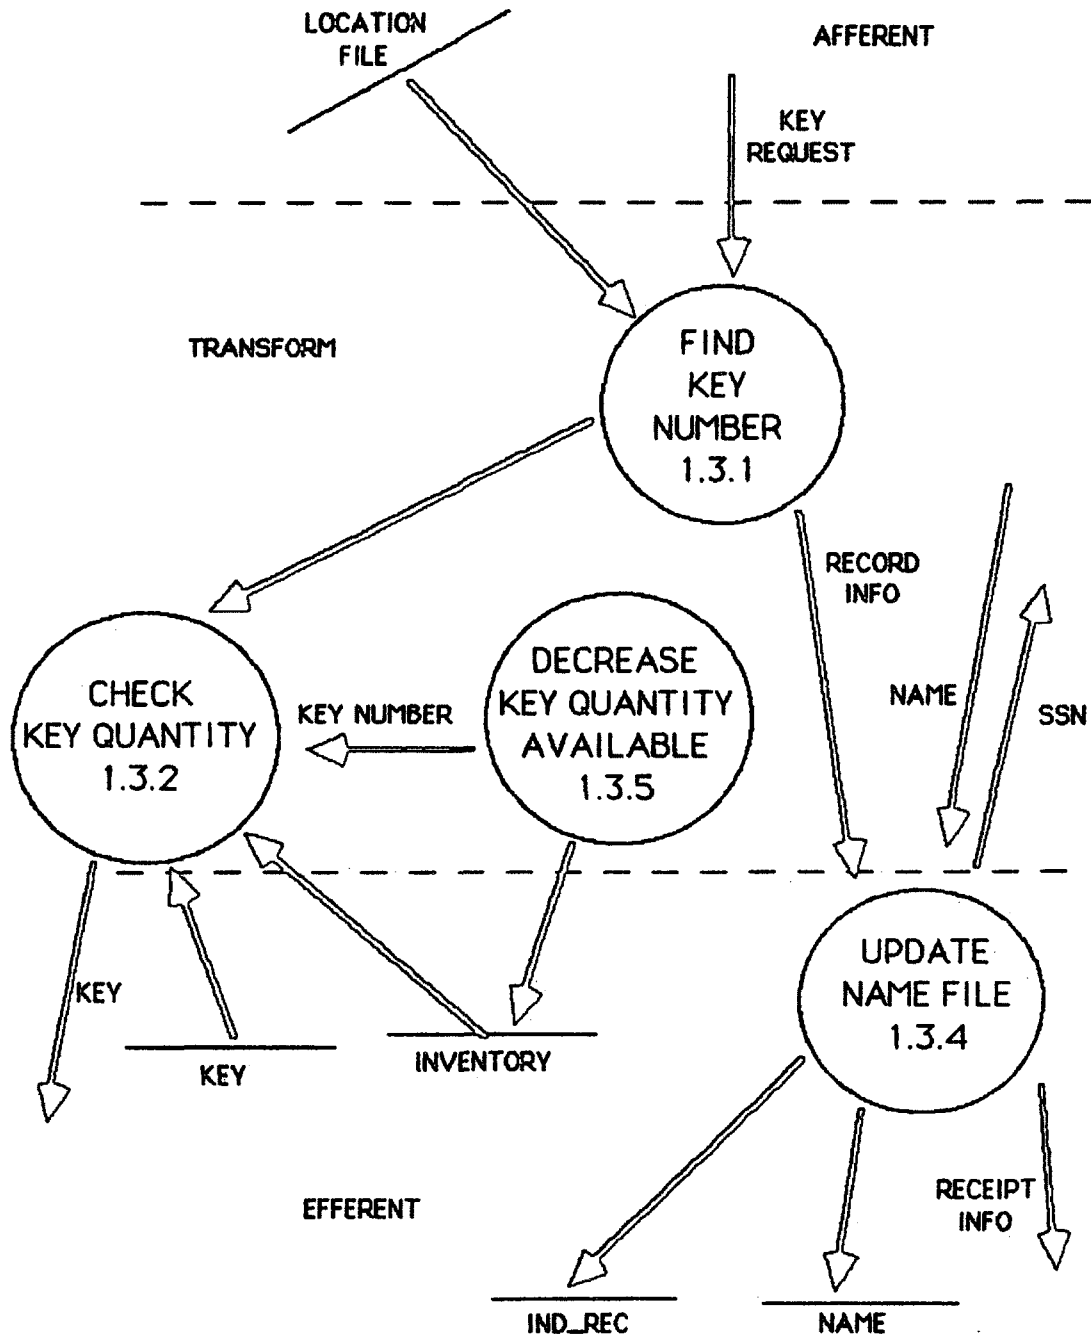 LOCATION
FILE
AFFERENT
KEY
REQUEST
TRANSFORM
FIND
KEY
NUMBER
1.3.1
RECORD
INFO
NAME
SSN
CHECK
KEY QUANTITY
1.3.2
KEY NUMBER
DECREASE
KEY QUANTITY
AVAILABLE
1.3.5
KEY
KEY
INVENTORY
UPDATE
NAME FILE
1.3.4
EFFERENT
RECEIPT
INFO
IND_REC
NAME